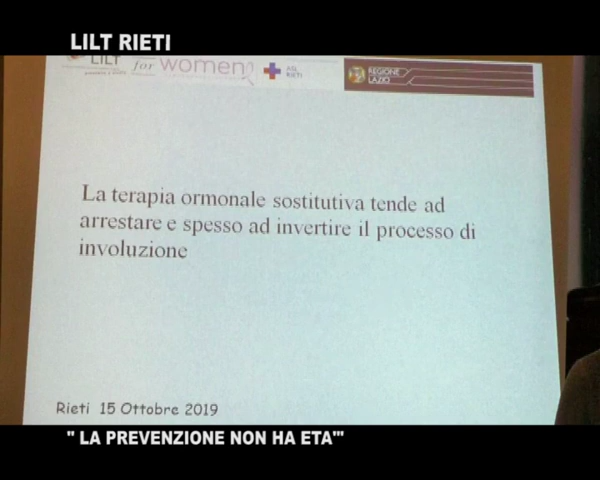 LILT RIETI
LILT
for
women
ASL
RIETI
REGIONE
LAZIO
La terapia ormonale sostitutiva tende ad
arrestare e spesso ad invertire il processo di
involuzione
Rieti 15 Ottobre 2019
" LA PREVENZIONE NON HA ETA'"